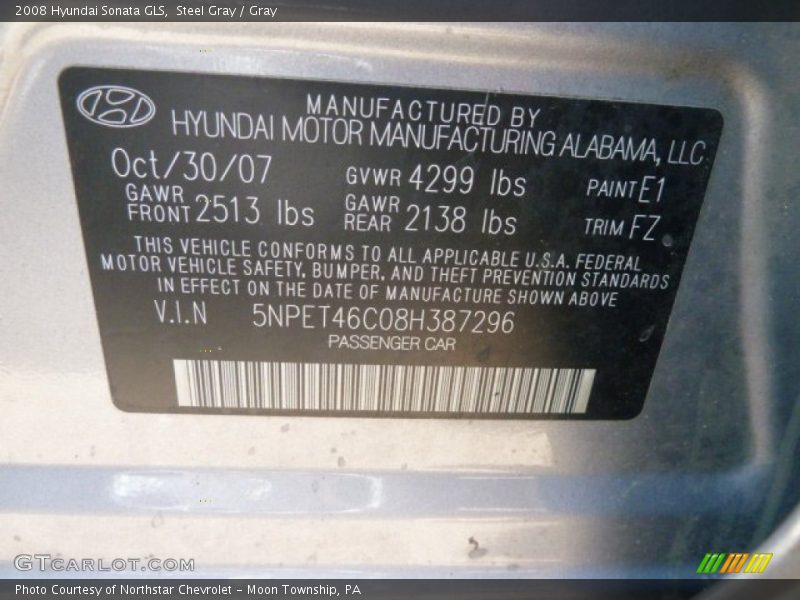 2008 Hyundai Sonata GLS, Steel Gray / Gray
MANUFACTURED BY
HYUNDAI MOTOR MANUFACTURING ALABAMA, LLC
Oct/30/07 GVWR 4299 lbs PAINT E1
GAWR FRONT 2513 lbs GAWR REAR 2138 lbs TRIM FZ
THIS VEHICLE CONFORMS TO ALL APPLICABLE U.S.A. FEDERAL
MOTOR VEHICLE SAFETY, BUMPER, AND THEFT PREVENTION STANDARDS
IN EFFECT ON THE DATE OF MANUFACTURE SHOWN ABOVE
V.I.N 5NPET46C08H387296
PASSENGER CAR
GTCARLOT.COM
Photo Courtesy of Northstar Chevrolet - Moon Township, PA